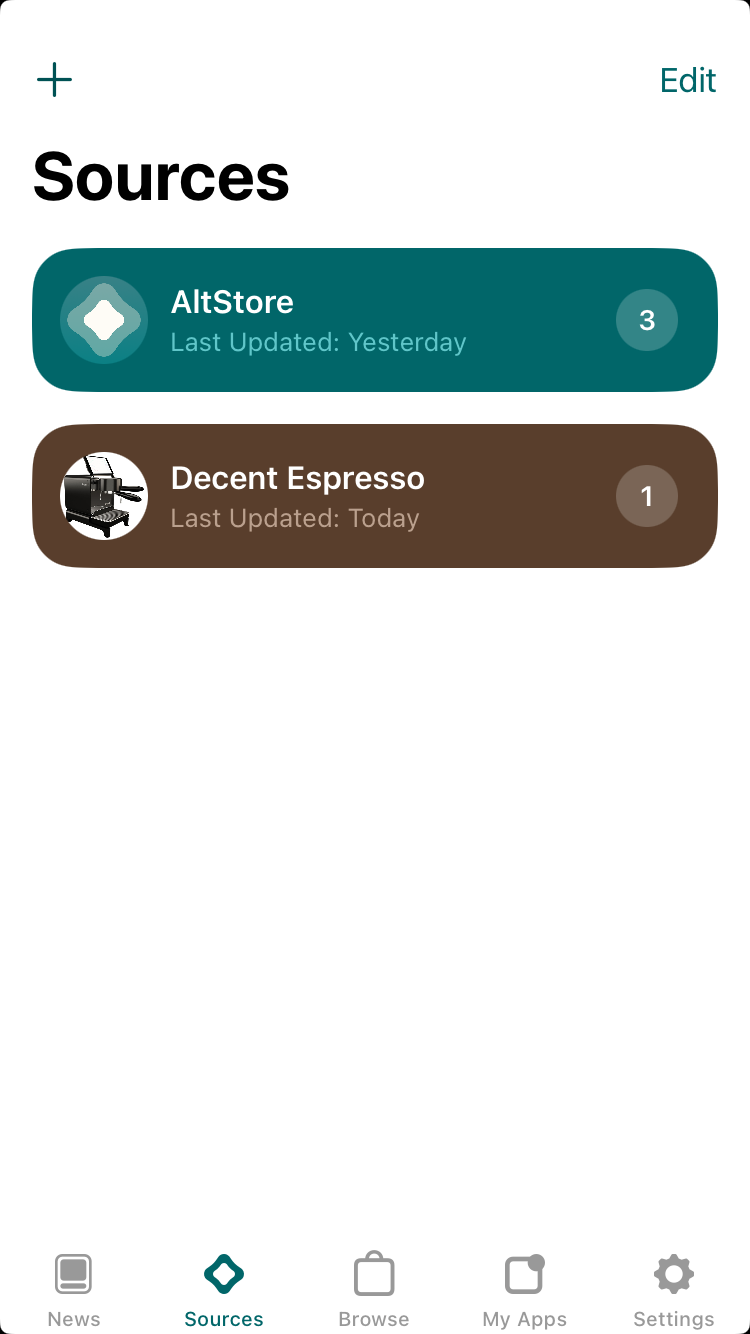 Edit
Sources
AltStore
Last Updated: Yesterday
3
Decent Espresso
Last Updated: Today
1
News
Sources
Browse
My Apps
Settings